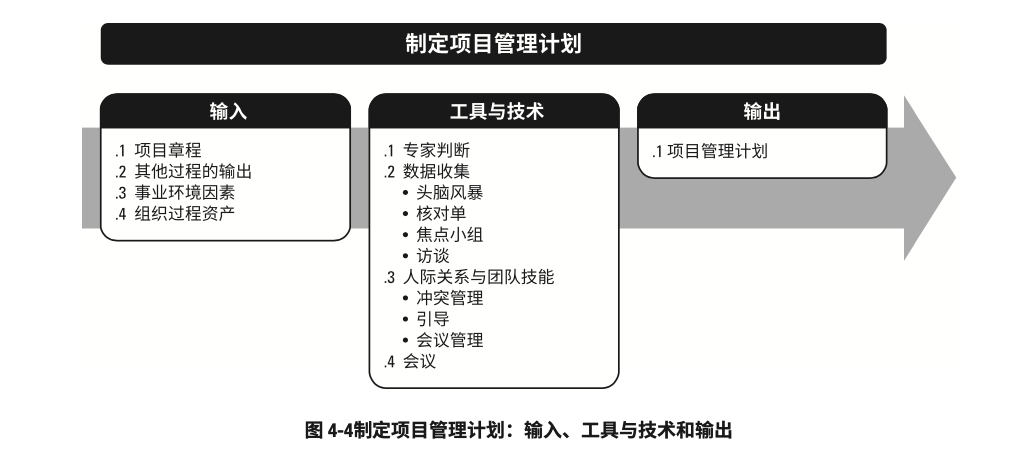 制定项目管理计划
输入
.1 项目章程
.2 其他过程的输出
.3 事业环境因素
.4 组织过程资产
工具与技术
.1 专家判断
.2 数据收集
• 头脑风暴
• 核对单
• 焦点小组
• 访谈
.3 人际关系与团队技能
• 冲突管理
• 引导
• 会议管理
.4 会议
输出
.1 项目管理计划
图 4-4制定项目管理计划：输入、工具与技术和输出